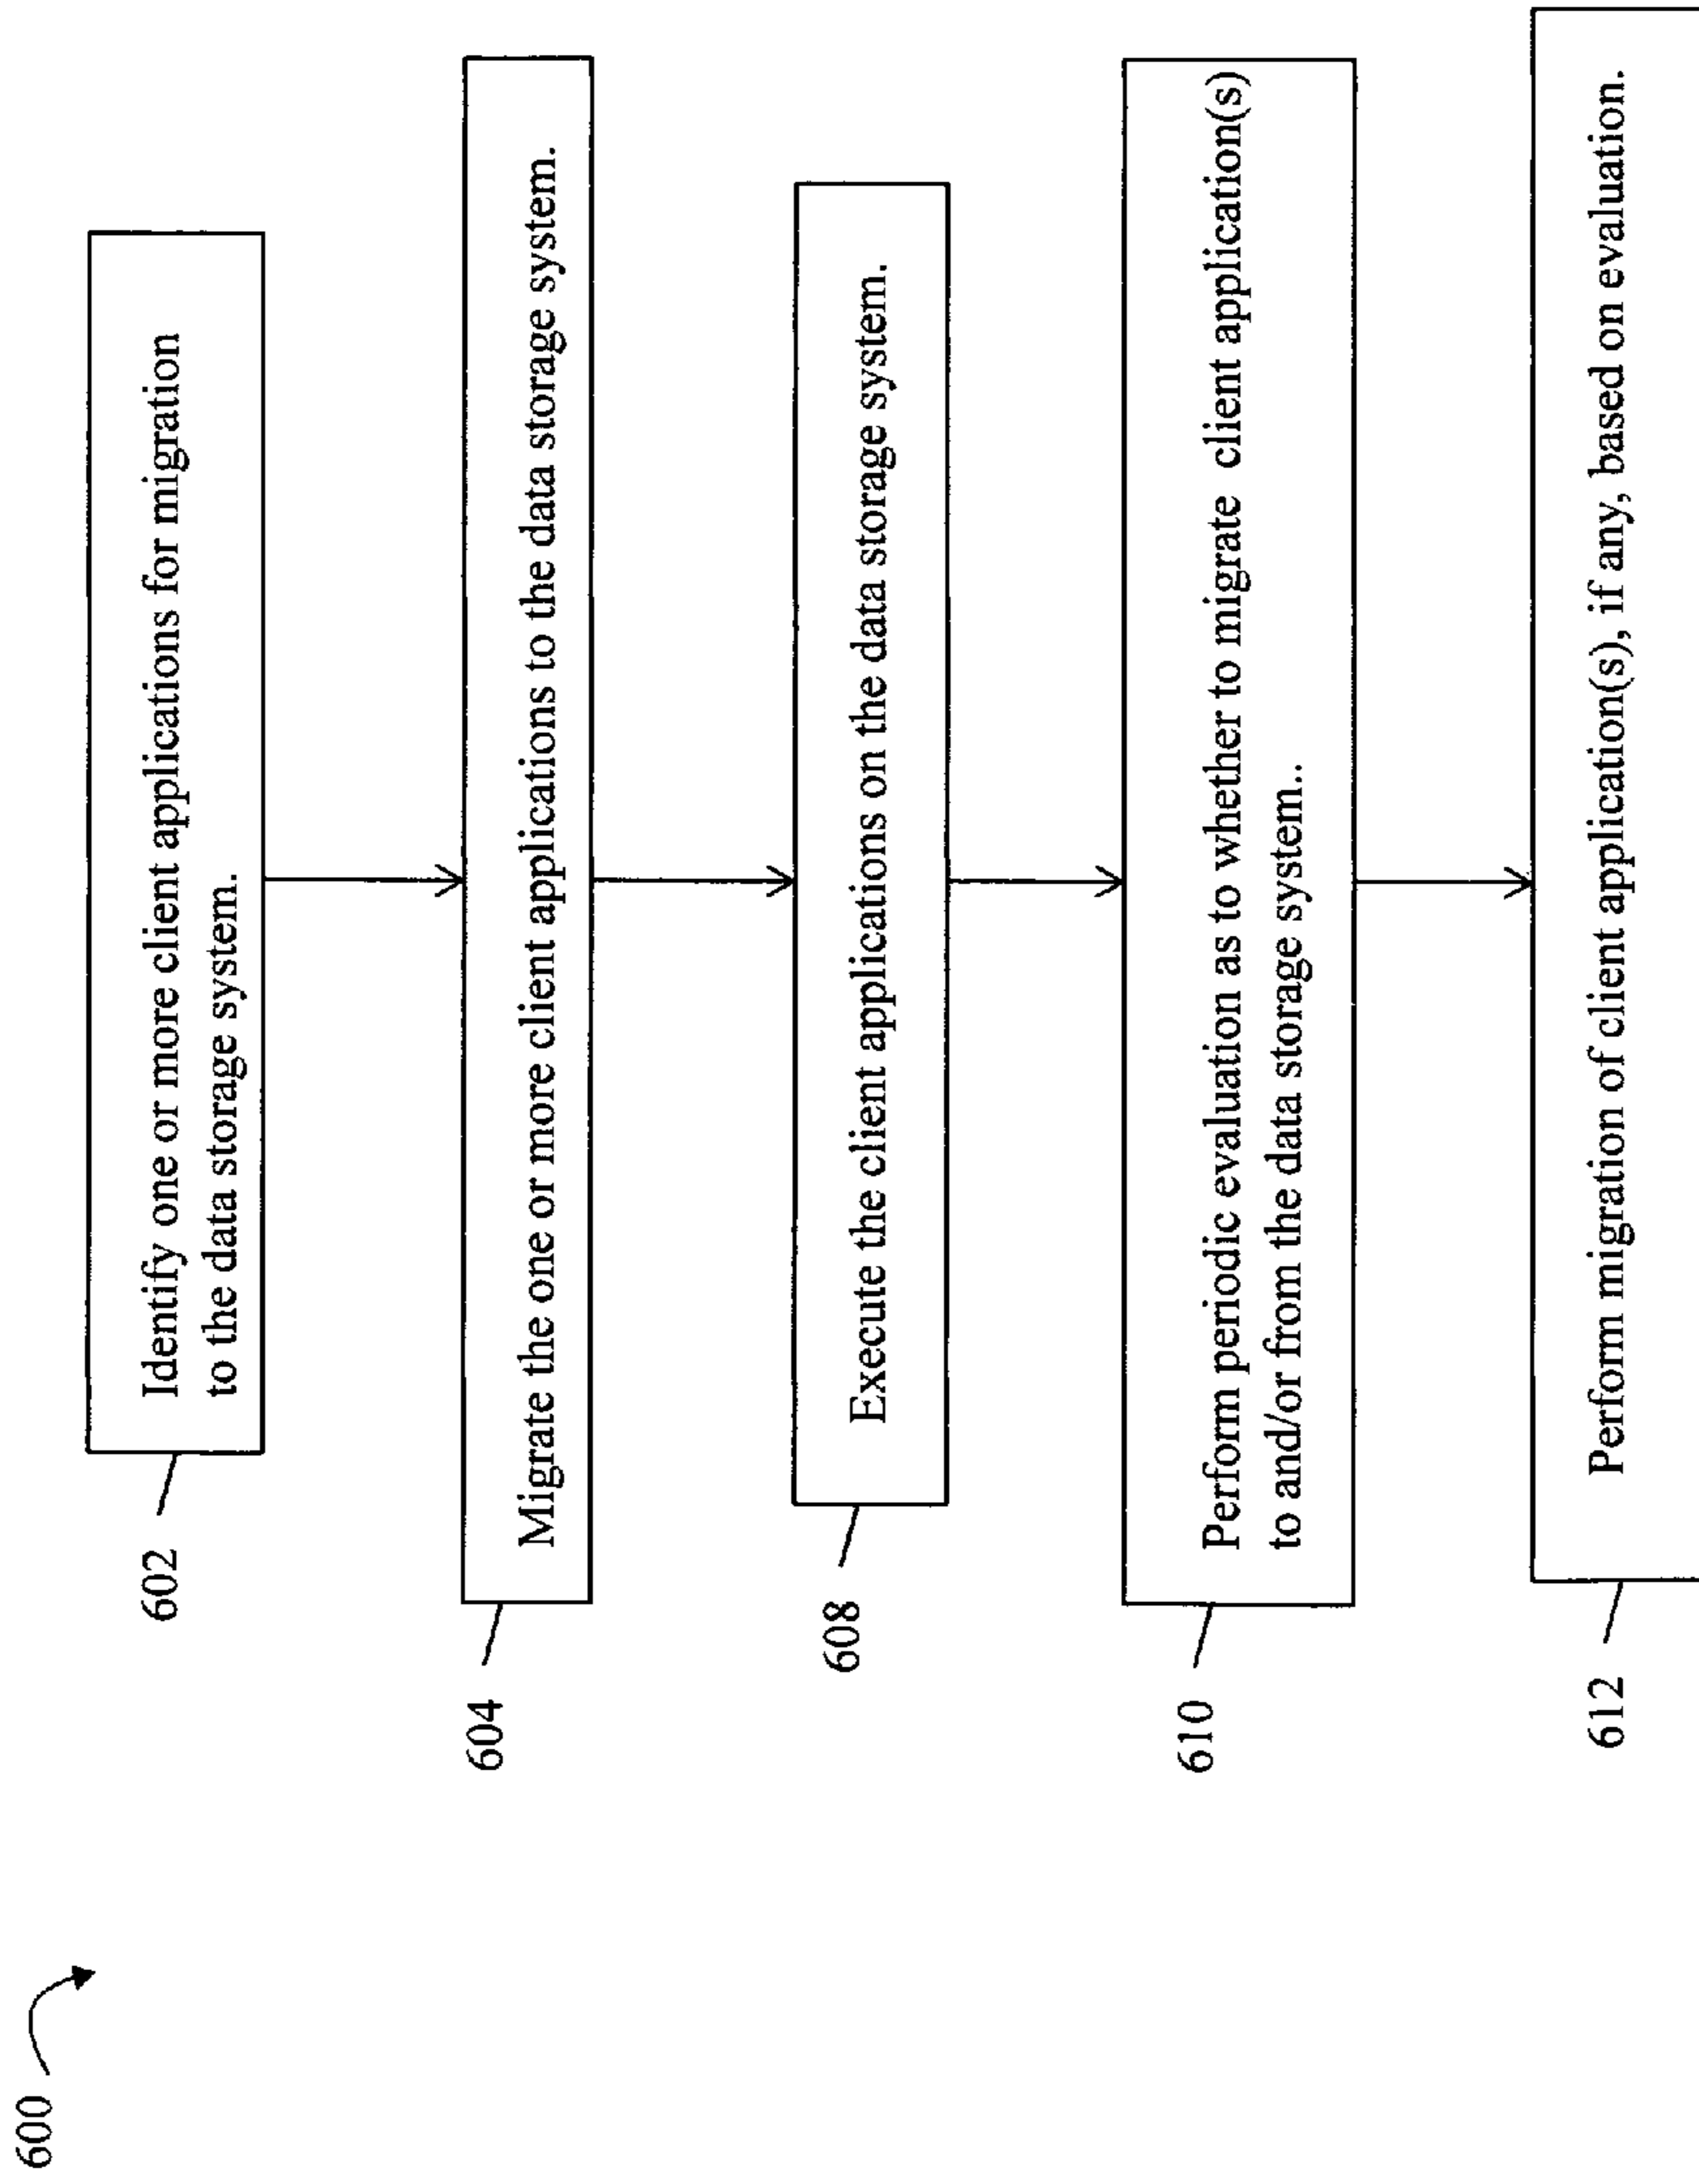 600
602
Identify one or more client applications for migration
to the data storage system.
604
Migrate the one or more client applications to the data storage system.
608
Execute the client applications on the data storage system.
610
Perform periodic evaluation as to whether to migrate client application(s)
to and/or from the data storage system..
612
Perform migration of client application(s), if any, based on evaluation.